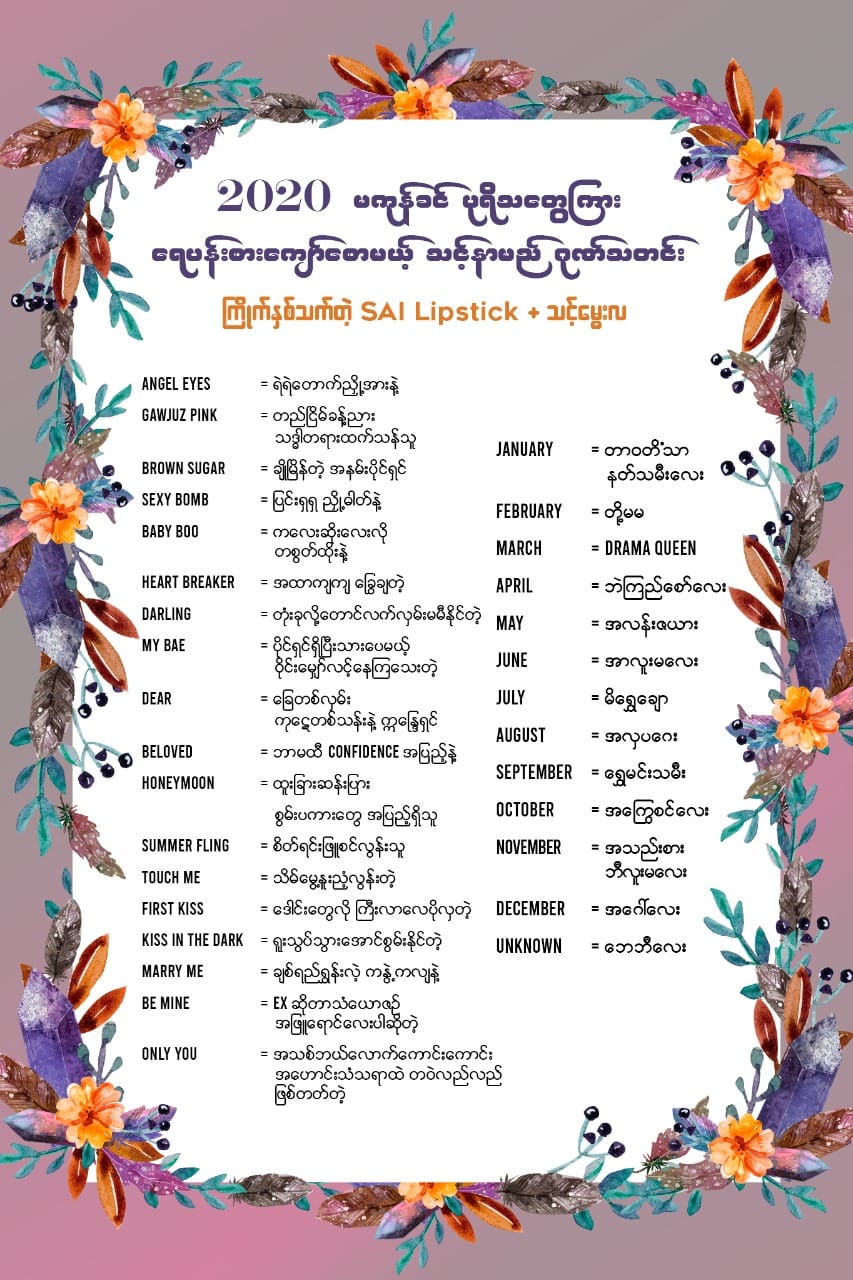 2020 မကုန်ခင် ပုရိသတွေကြား
ရေပန်းစားကျော်စောမယ့် သင့်နာမည် ဂုဏ်သတင်း
ကြိုက်နှစ်သက်တဲ့ SAI Lipstick + သင့်မွေးလ
ANGEL EYES = ရဲရဲတောက်ညှို့အားနဲ့
GAWJUZ PINK = တည်ငြိမ်ခန့်ညား
သဒ္ဓါတရားထက်သန်သူ
BROWN SUGAR = ချိုမြိန်တဲ့ အနမ်းပိုင်ရှင်
SEXY BOMB = ပြင်းရှရှ ညှို့ဓါတ်နဲ့
BABY BOO = ကလေးဆိုးလေးလို
တစွတ်ထိုးနဲ့
HEART BREAKER = အထာကျကျ ခြွေချတဲ့
DARLING = တုံးခုလို့တောင်လက်လှမ်းမမီနိုင်တဲ့
MY BAE = ပိုင်ရှင်ရှိပြီးသားပေမယ့်
ဝိုင်းမျှော်လင့်နေကြသေးတဲ့
DEAR = ခြေတစ်လှမ်း
ကုဋေတစ်သန်းနဲ့ ဣန္ဒြေရှင်
BELOVED = ဘာမထီ CONFIDENCE အပြည့်နဲ့
HONEYMOON = ထူးခြားဆန်းပြား
စွမ်းပကားတွေ အပြည့်ရှိသူ
SUMMER FLING = စိတ်ရင်းဖြူစင်လွန်းသူ
TOUCH ME = သိမ်မွေ့နူးညံ့လွန်းတဲ့
FIRST KISS = ဒေါင်းတွေလို ကြီးလာလေပိုလှတဲ့
KISS IN THE DARK = ရူးသွပ်သွားအောင်စွမ်းနိုင်တဲ့
MARRY ME = ချစ်ရည်ရွှန်းလဲ့ ကနွဲ့ကလျနဲ့
BE MINE = EX ဆိုတာသံယောဇဉ်
အဖြူရောင်လေးပါဆိုတဲ့
ONLY YOU = အသစ်ဘယ်လောက်ကောင်းကောင်း
အဟောင်းသံသရာထဲ တဝဲလည်လည်
ဖြစ်တတ်တဲ့
JANUARY = တာဝတိံသာ
နတ်သမီးလေး
FEBRUARY = တို့မမ
MARCH = DRAMA QUEEN
APRIL = ဘဲကြည်စော်လေး
MAY = အလန်းဇယား
JUNE = အာလူးမလေး
JULY = မိရွှေချော
AUGUST = အလှပဂေး
SEPTEMBER = ရွှေမင်းသမီး
OCTOBER = အကြွေစင်လေး
NOVEMBER = အသည်းစား
ဘီလူးမလေး
DECEMBER = အဂေါ်လေး
UNKNOWN = ဘေဘီလေး